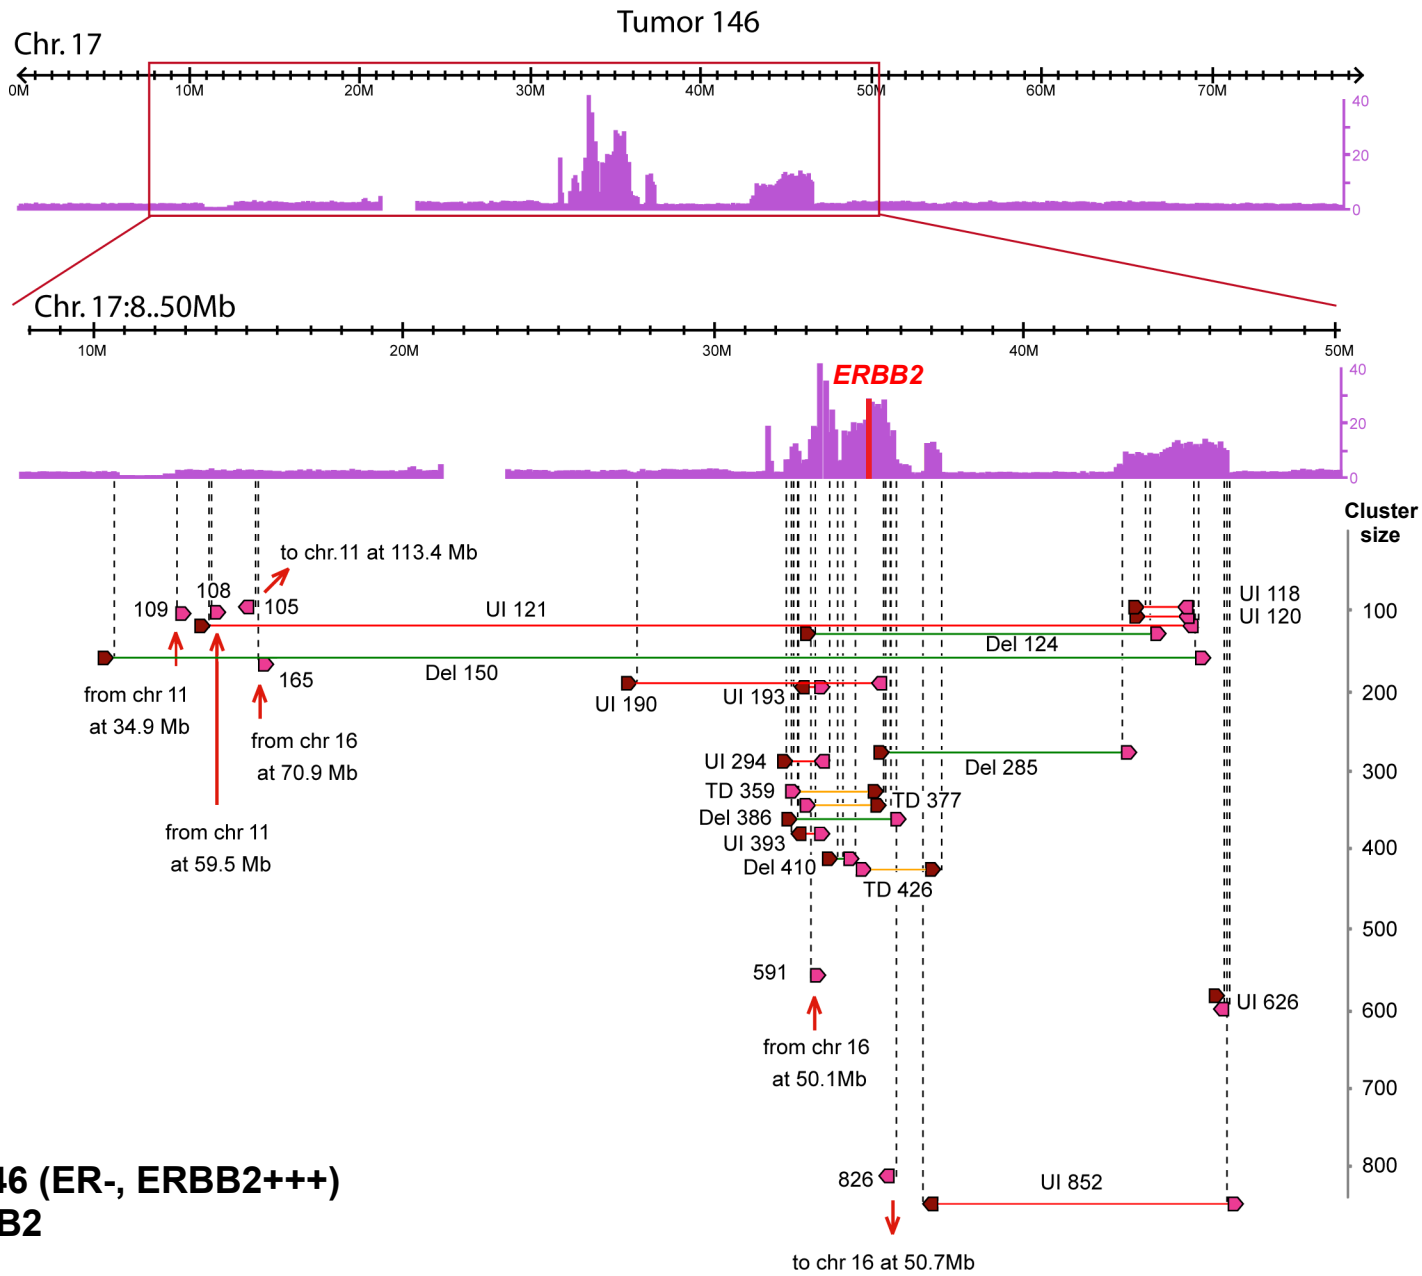 Tumor 146
Chr. 17
0M 10M 20M 30M 40M 50M 60M 70M
40
20
0
Chr. 17:8..50Mb
10M 20M 30M 40M 50M
ERBB2
40
20
0
Cluster
size
to chr.11 at 113.4 Mb
108
109
105
UI 121
UI 118
100
UI 120
Del 124
165
Del 150
from chr 11
at 34.9 Mb
UI 190
UI 193
200
from chr 16
at 70.9 Mb
UI 294
Del 285
300
TD 359
TD 377
Del 386
from chr 11
at 59.5 Mb
UI 393
400
Del 410
TD 426
500
591
UI 626
600
from chr 16
at 50.1Mb
700
800
826
UI 852
46 (ER-, ERBB2+++)
B2
to chr 16 at 50.7Mb